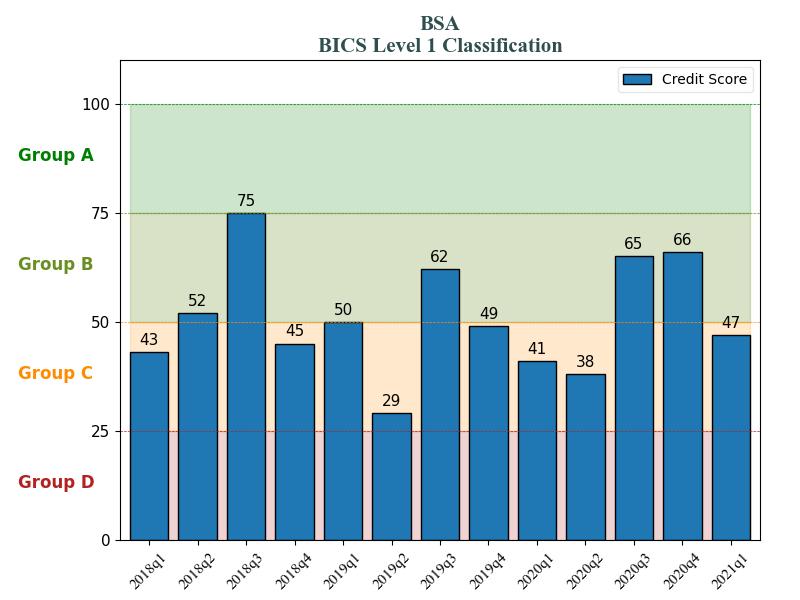 BSA
BICS Level 1 Classification
Credit Score
100
Group A
75
75
Group B
52
43
45
50
29
62
49
41
38
65
66
47
50
Group C
25
Group D
0
2018q1
2018q2
2018q3
2018q4
2019q1
2019q2
2019q3
2019q4
2020q1
2020q2
2020q3
2020q4
2021q1